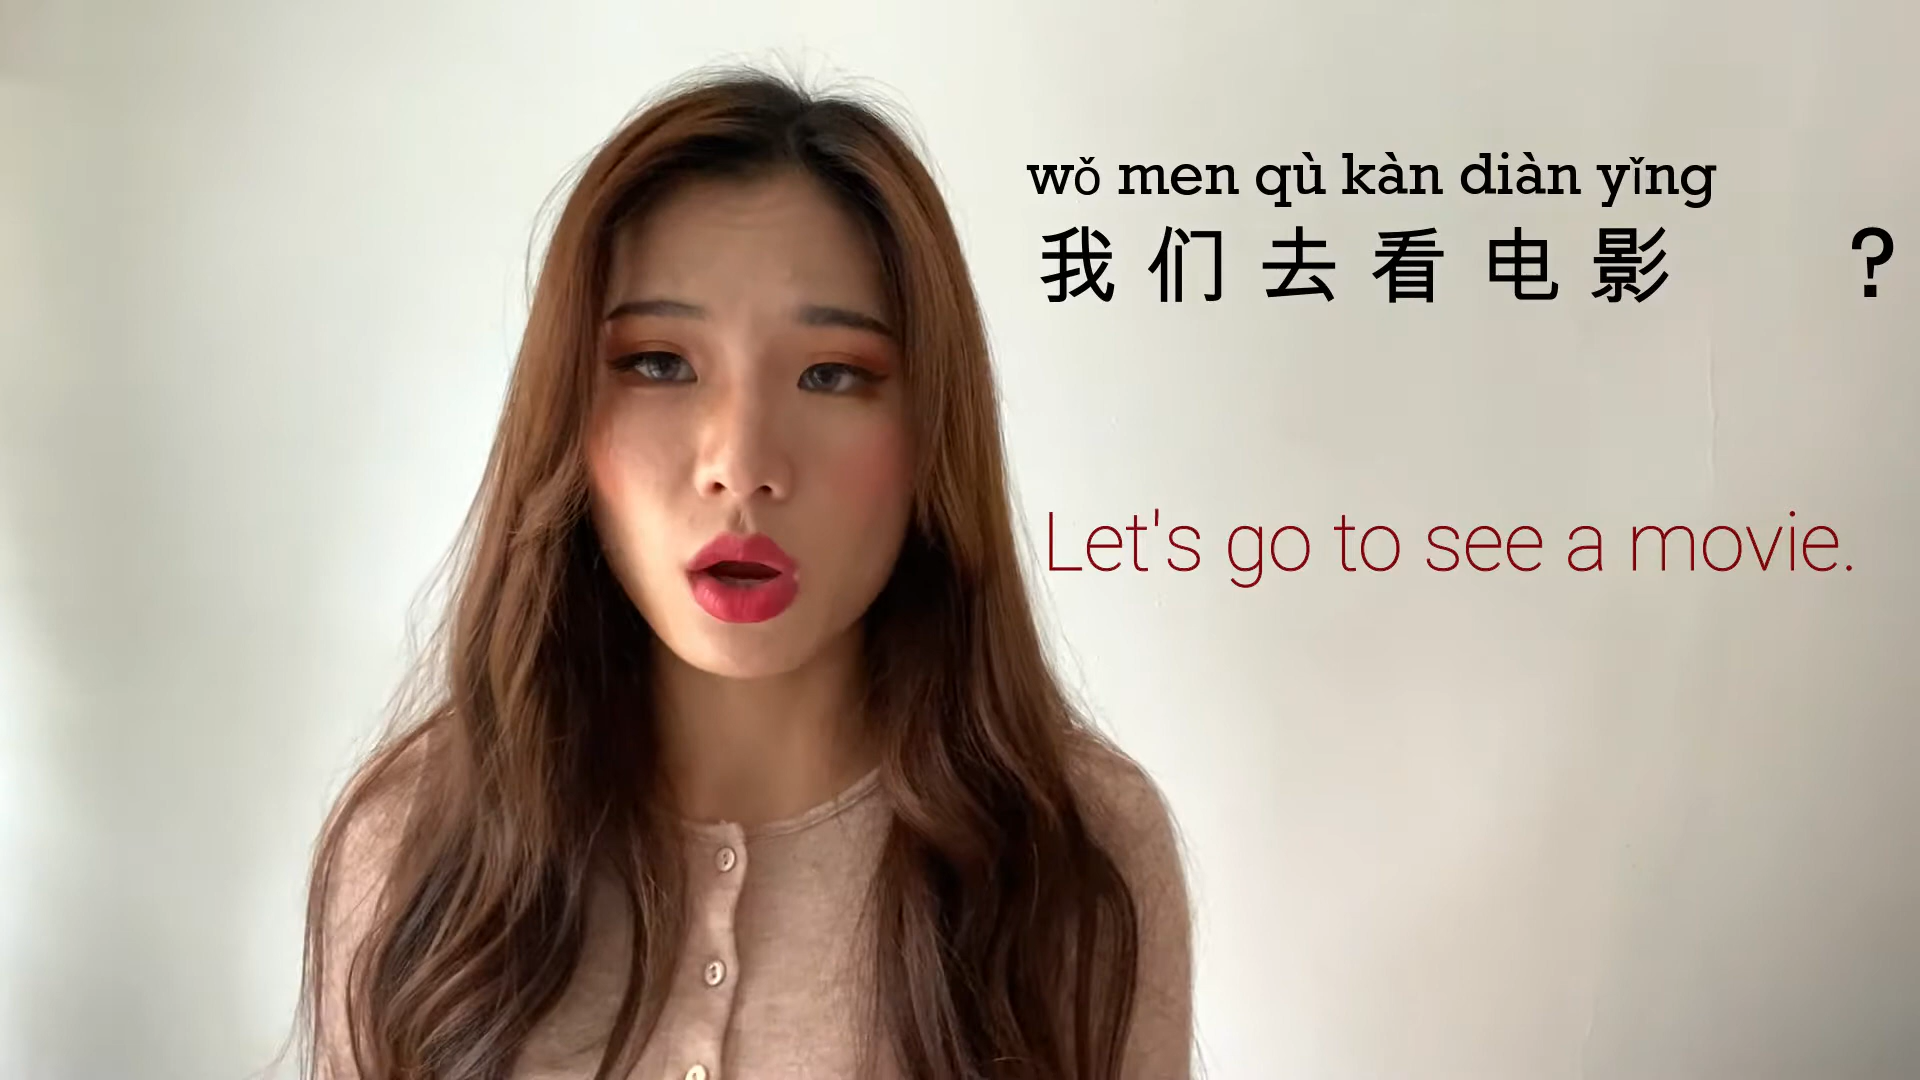 wǒ men qù kàn diàn yǐng
我们去看电影 ?
Let's go to see a movie.